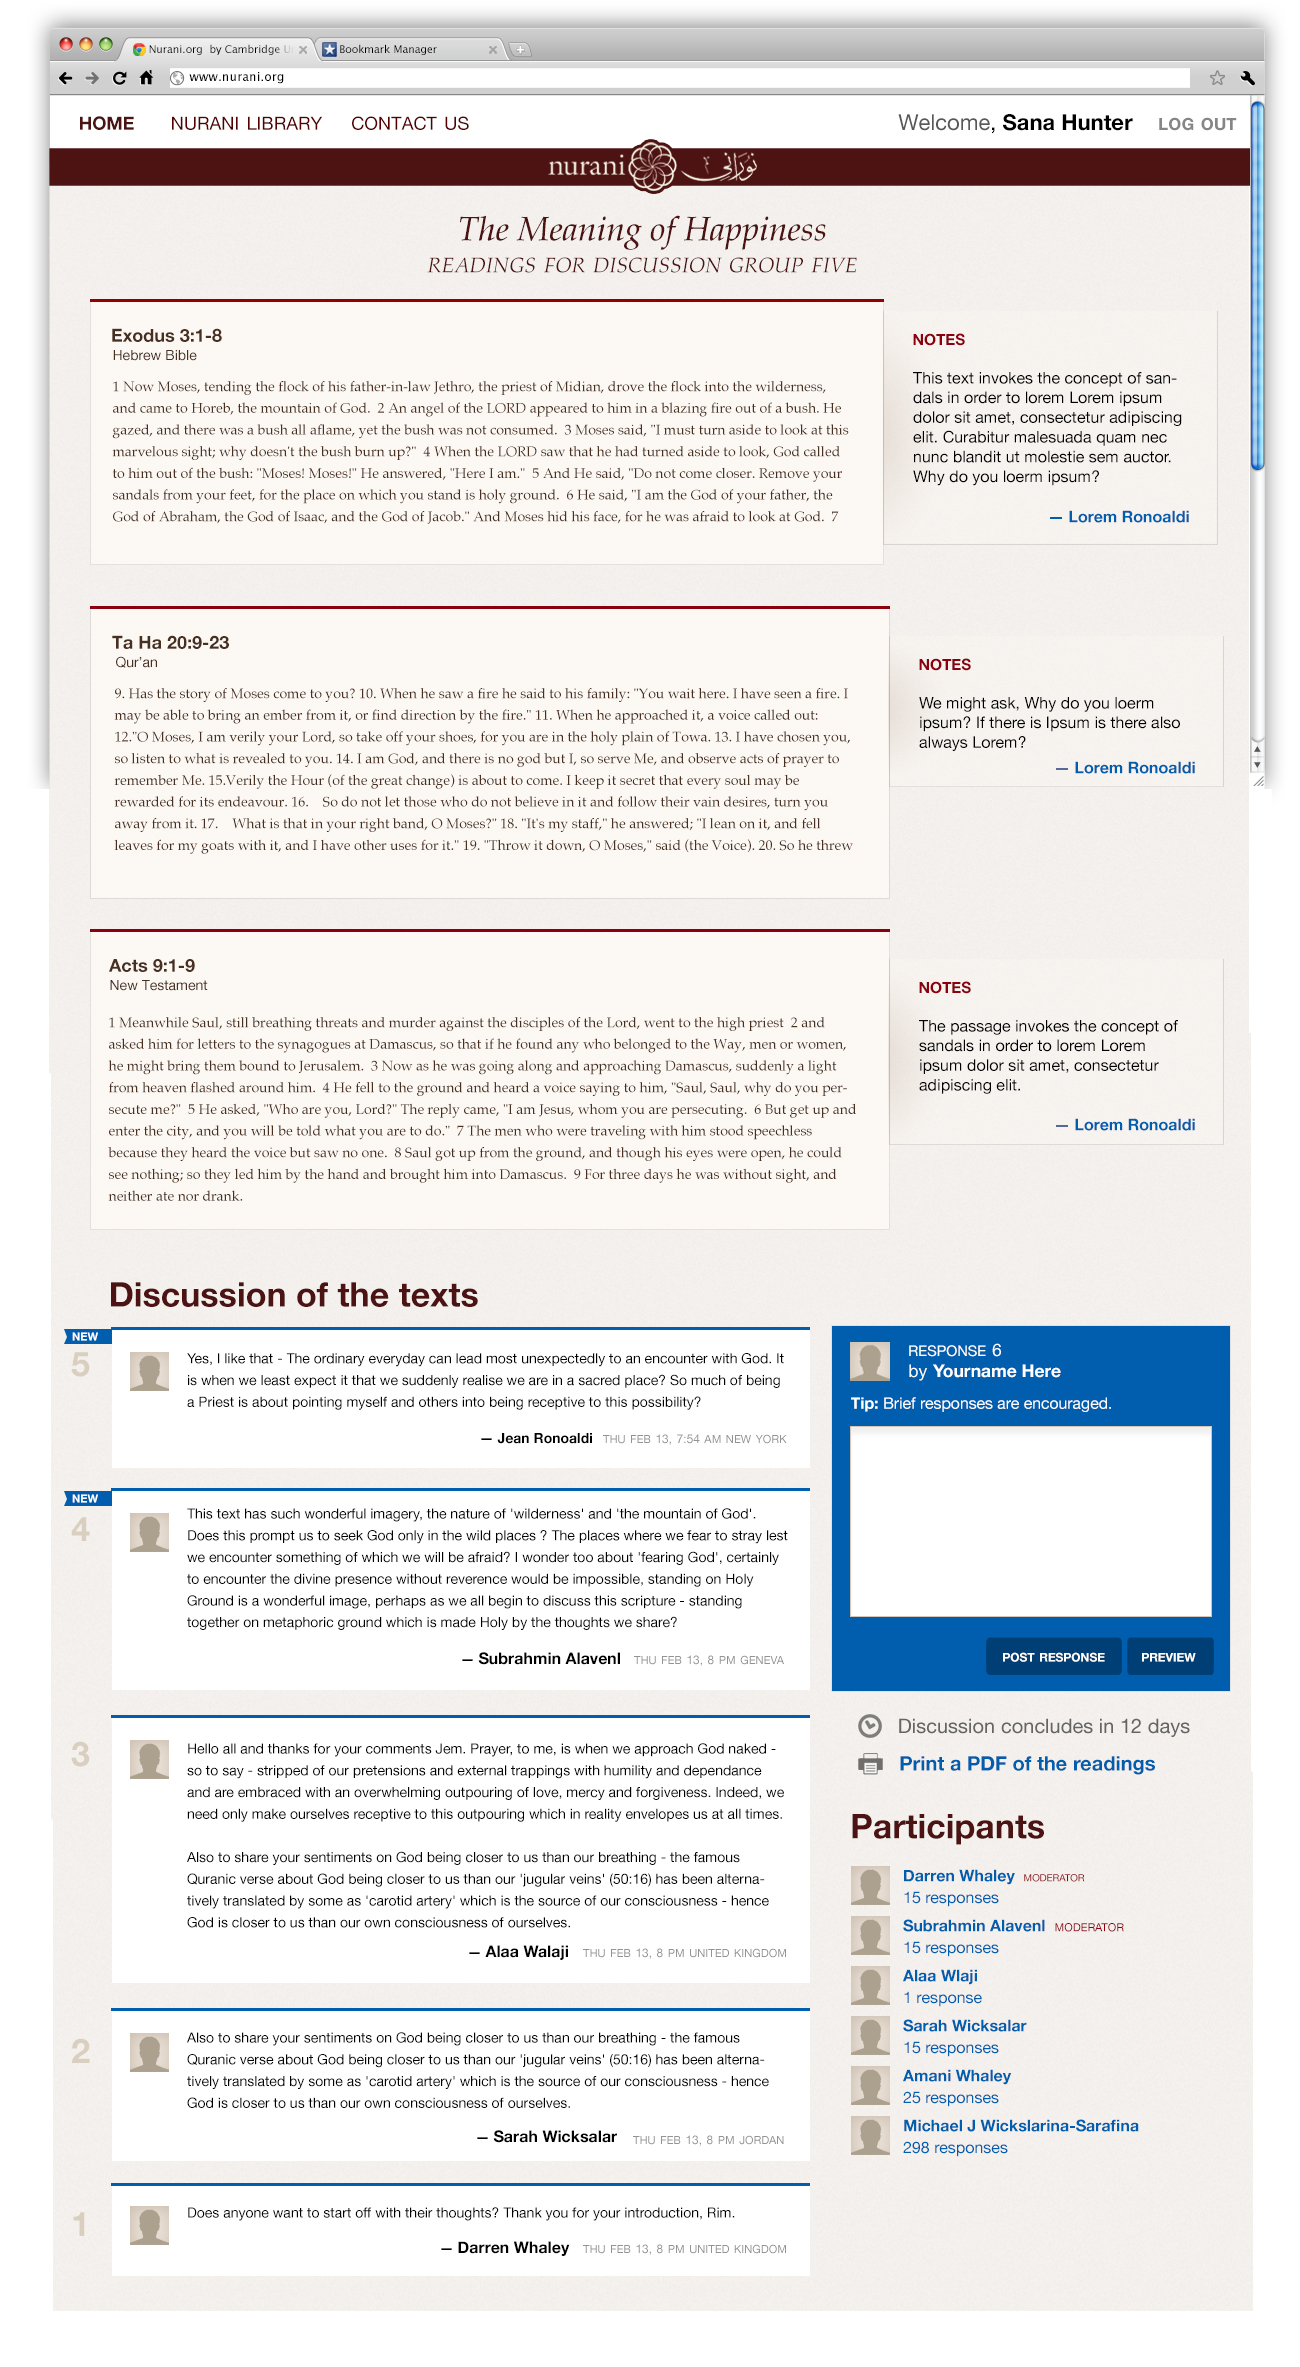 Nurani.org by Cambridge U
Bookmark Manager
www.nurani.org
HOME NURANI LIBRARY CONTACT US
Welcome, Sana Hunter LOG OUT
nurani نوراني
The Meaning of Happiness
READINGS FOR DISCUSSION GROUP FIVE
Exodus 3:1-8
Hebrew Bible
1 Now Moses, tending the flock of his father-in-law Jethro, the priest of Midian, drove the flock into the wilderness,
and came to Horeb, the mountain of God. 2 An angel of the LORD appeared to him in a blazing fire out of a bush. He
gazed, and there was a bush all aflame, yet the bush was not consumed. 3 Moses said, "I must turn aside to look at this
marvelous sight; why doesn't the bush burn up?" 4 When the LORD saw that he had turned aside to look, God called
to him out of the bush: "Moses! Moses!" He answered, "Here I am." 5 And He said, "Do not come closer. Remove your
sandals from your feet, for the place on which you stand is holy ground. 6 He said, "I am the God of your father, the
God of Abraham, the God of Isaac, and the God of Jacob." And Moses hid his face, for he was afraid to look at God. 7
NOTES
This text invokes the concept of san-
dals in order to lorem Lorem ipsum
dolor sit amet, consectetur adipiscing
elit. Curabitur malesuada quam nec
nunc blandit ut molestie sem auctor.
Why do you loerm ipsum?
— Lorem Ronoaldi
Ta Ha 20:9-23
Qur'an
9. Has the story of Moses come to you? 10. When he saw a fire he said to his family: "You wait here. I have seen a fire. I
may be able to bring an ember from it, or find direction by the fire." 11. When he approached it, a voice called out:
12."O Moses, I am verily your Lord, so take off your shoes, for you are in the holy plain of Towa. 13. I have chosen you,
so listen to what is revealed to you. 14. I am God, and there is no god but I, so serve Me, and observe acts of prayer to
remember Me. 15.Verily the Hour (of the great change) is about to come. I keep it secret that every soul may be
rewarded for its endeavour. 16. So do not let those who do not believe in it and follow their vain desires, turn you
away from it. 17. What is that in your right band, O Moses?" 18. "It's my staff," he answered; "I lean on it, and fell
leaves for my goats with it, and I have other uses for it." 19. "Throw it down, O Moses," said (the Voice). 20. So he threw
NOTES
We might ask, Why do you loerm
ipsum? If there is Ipsum is there also
always Lorem?
— Lorem Ronoaldi
Acts 9:1-9
New Testament
1 Meanwhile Saul, still breathing threats and murder against the disciples of the Lord, went to the high priest 2 and
asked him for letters to the synagogues at Damascus, so that if he found any who belonged to the Way, men or women,
he might bring them bound to Jerusalem. 3 Now as he was going along and approaching Damascus, suddenly a light
from heaven flashed around him. 4 He fell to the ground and heard a voice saying to him, "Saul, Saul, why do you per-
secute me?" 5 He asked, "Who are you, Lord?" The reply came, "I am Jesus, whom you are persecuting. 6 But get up and
enter the city, and you will be told what you are to do." 7 The men who were traveling with him stood speechless
because they heard the voice but saw no one. 8 Saul got up from the ground, and though his eyes were open, he could
see nothing; so they led him by the hand and brought him into Damascus. 9 For three days he was without sight, and
neither ate nor drank.
NOTES
The passage invokes the concept of
sandals in order to lorem Lorem
ipsum dolor sit amet, consectetur
adipiscing elit.
— Lorem Ronoaldi
Discussion of the texts
NEW
5
Yes, I like that - The ordinary everyday can lead most unexpectedly to an encounter with God. It
is when we least expect it that we suddenly realise we are in a sacred place? So much of being
a Priest is about pointing myself and others into being receptive to this possibility?
— Jean Ronoaldi THU FEB 13, 7:54 AM NEW YORK
NEW
4
This text has such wonderful imagery, the nature of 'wilderness' and 'the mountain of God'.
Does this prompt us to seek God only in the wild places ? The places where we fear to stray lest
we encounter something of which we will be afraid? I wonder too about 'fearing God', certainly
to encounter the divine presence without reverence would be impossible, standing on Holy
Ground is a wonderful image, perhaps as we all begin to discuss this scripture - standing
together on metaphoric ground which is made Holy by the thoughts we share?
— Subrahmin Alavenl THU FEB 13, 8 PM GENEVA
3
Hello all and thanks for your comments Jem. Prayer, to me, is when we approach God naked -
so to say - stripped of our pretensions and external trappings with humility and dependance
and are embraced with an overwhelming outpouring of love, mercy and forgiveness. Indeed, we
need only make ourselves receptive to this outpouring which in reality envelopes us at all times.
Also to share your sentiments on God being closer to us than our breathing - the famous
Quranic verse about God being closer to us than our 'jugular veins' (50:16) has been alterna-
tively translated by some as 'carotid artery' which is the source of our consciousness - hence
God is closer to us than our own consciousness of ourselves.
— Alaa Walaji THU FEB 13, 8 PM UNITED KINGDOM
2
Also to share your sentiments on God being closer to us than our breathing - the famous
Quranic verse about God being closer to us than our 'jugular veins' (50:16) has been alterna-
tively translated by some as 'carotid artery' which is the source of our consciousness - hence
God is closer to us than our own consciousness of ourselves.
— Sarah Wicksalar THU FEB 13, 8 PM JORDAN
1
Does anyone want to start off with their thoughts? Thank you for your introduction, Rim.
— Darren Whaley THU FEB 13, 8 PM UNITED KINGDOM
RESPONSE 6
by Yourname Here
Tip: Brief responses are encouraged.
POST RESPONSE PREVIEW
Discussion concludes in 12 days
Print a PDF of the readings
Participants
Darren Whaley MODERATOR
15 responses
Subrahmin Alavenl MODERATOR
15 responses
Alaa Wlaji
1 response
Sarah Wicksalar
15 responses
Amani Whaley
25 responses
Michael J Wickslarina-Sarafina
298 responses